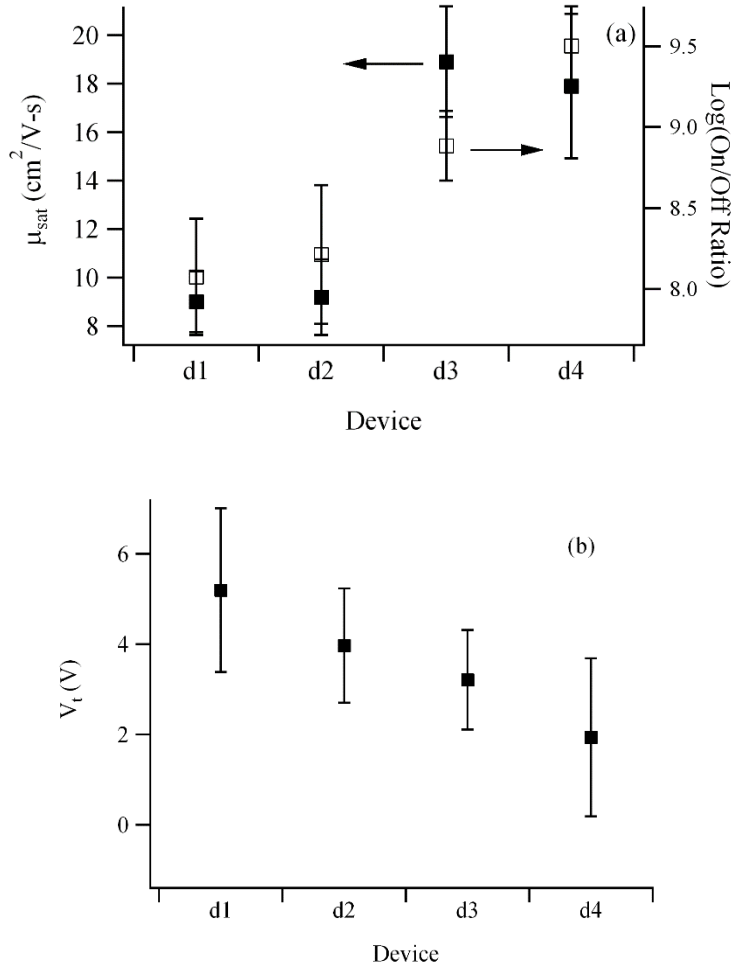 (a)
μsat (cm²/V-s)
20
18
16
14
12
10
8
Log(On/Off Ratio)
9.5
9.0
8.5
8.0
d1 d2 d3 d4
Device
(b)
Vt (V)
6
4
2
0
d1 d2 d3 d4
Device